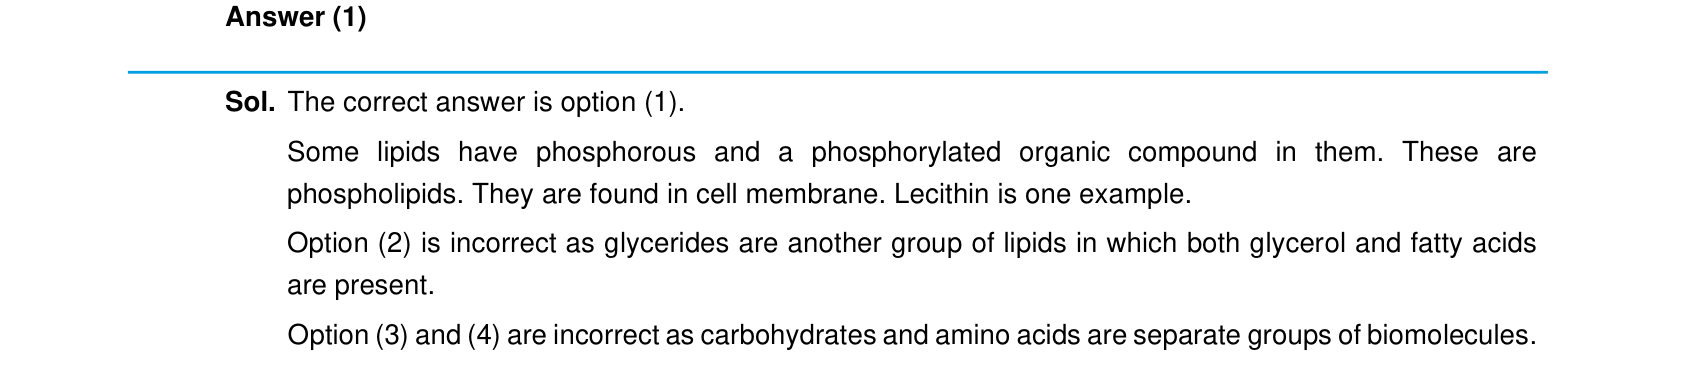 Answer (1)
Sol. The correct answer is option (1).
Some lipids have phosphorous and a phosphorylated organic compound in them. These are
phospholipids. They are found in cell membrane. Lecithin is one example.
Option (2) is incorrect as glycerides are another group of lipids in which both glycerol and fatty acids
are present.
Option (3) and (4) are incorrect as carbohydrates and amino acids are separate groups of biomolecules.